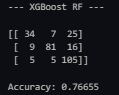 --- XGBoost RF ---
[[ 34   7  25]
 [  9  81  16]
 [  5   5 105]]
Accuracy: 0.76655